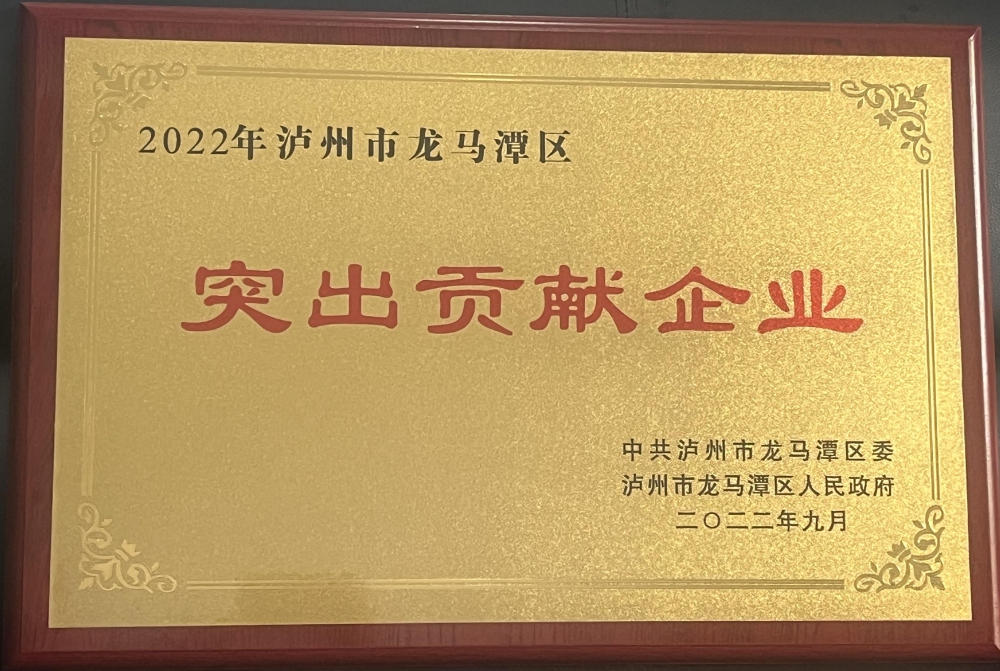 2022年泸州市龙马潭区
突出贡献企业
中共泸州市龙马潭区委
泸州市龙马潭区人民政府
二〇二二年九月